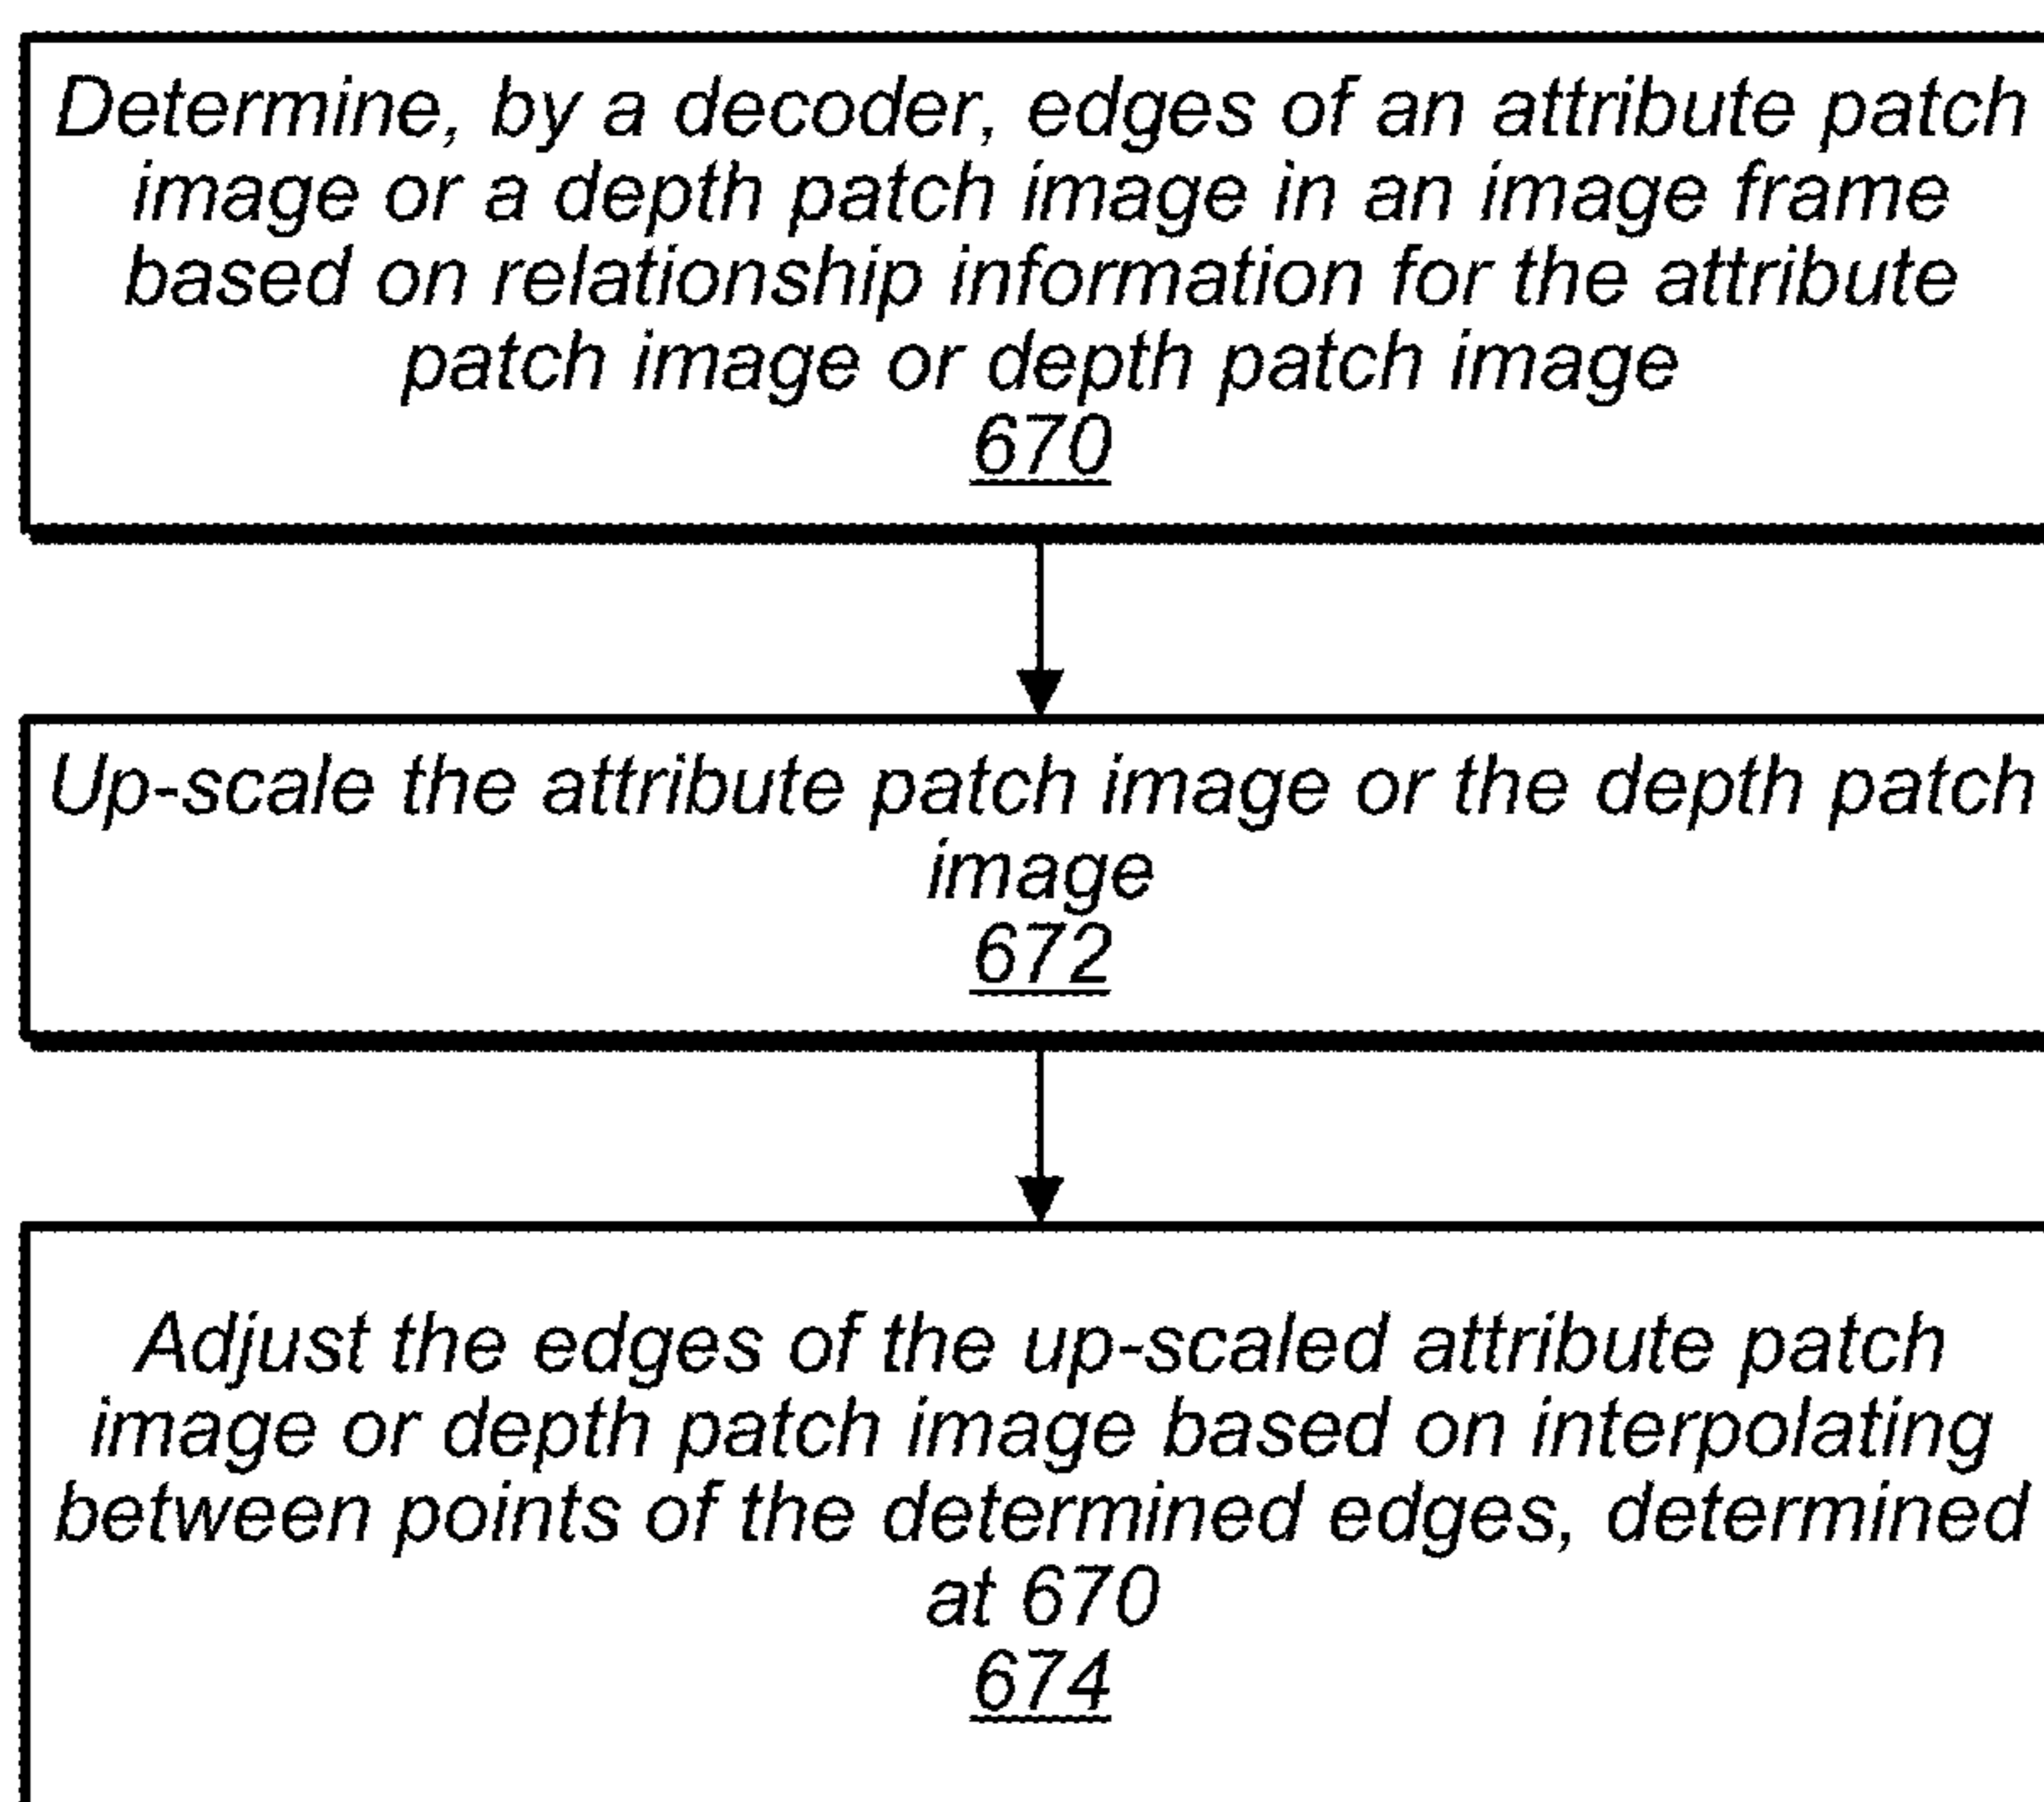 Determine, by a decoder, edges of an attribute patch
image or a depth patch image in an image frame
based on relationship information for the attribute
patch image or depth patch image
670
Up-scale the attribute patch image or the depth patch
image
672
Adjust the edges of the up-scaled attribute patch
image or depth patch image based on interpolating
between points of the determined edges, determined
at 670
674